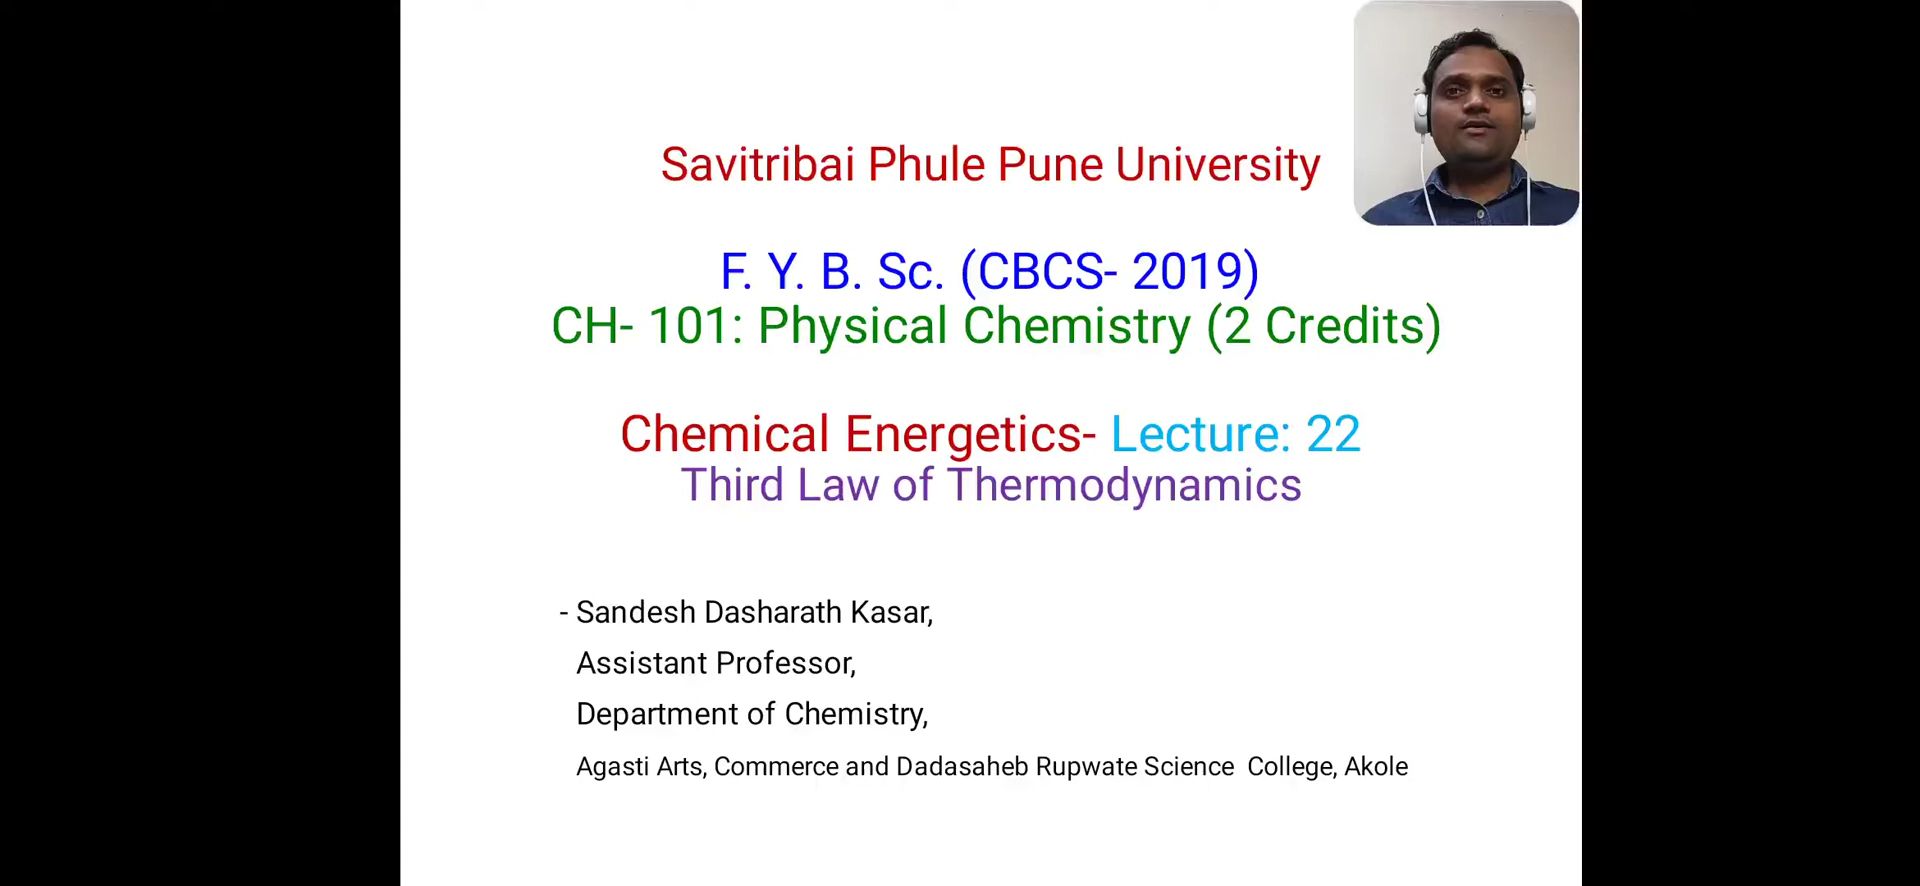 Savitribai Phule Pune University
F. Y. B. Sc. (CBCS- 2019)
CH- 101: Physical Chemistry (2 Credits)
Chemical Energetics- Lecture: 22
Third Law of Thermodynamics
- Sandesh Dasharath Kasar,
Assistant Professor,
Department of Chemistry,
Agasti Arts, Commerce and Dadasaheb Rupwate Science College, Akole